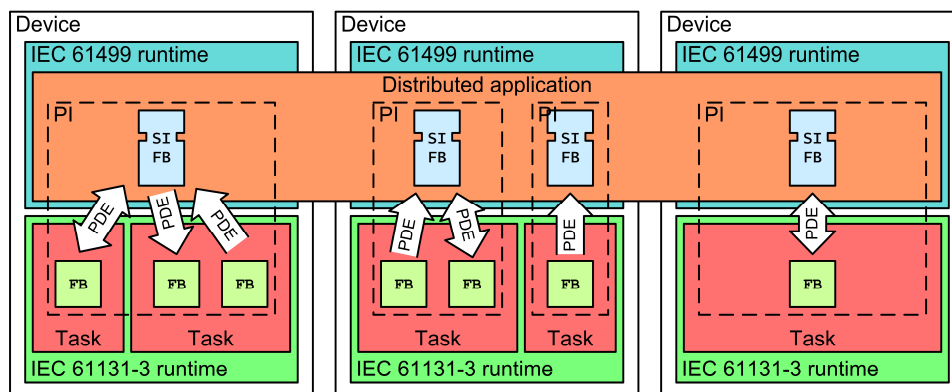 Device
Device
Device
IEC 61499 runtime
IEC 61499 runtime
IEC 61499 runtime
Distributed application
PI
PI
PI
PI
SI
FB
SI
FB
SI
FB
SI
FB
PDE
PDE
PDE
PDE
PDE
PDE
PDE
FB
FB
FB
FB
FB
FB
FB
Task
Task
Task
Task
Task
IEC 61131-3 runtime
IEC 61131-3 runtime
IEC 61131-3 runtime